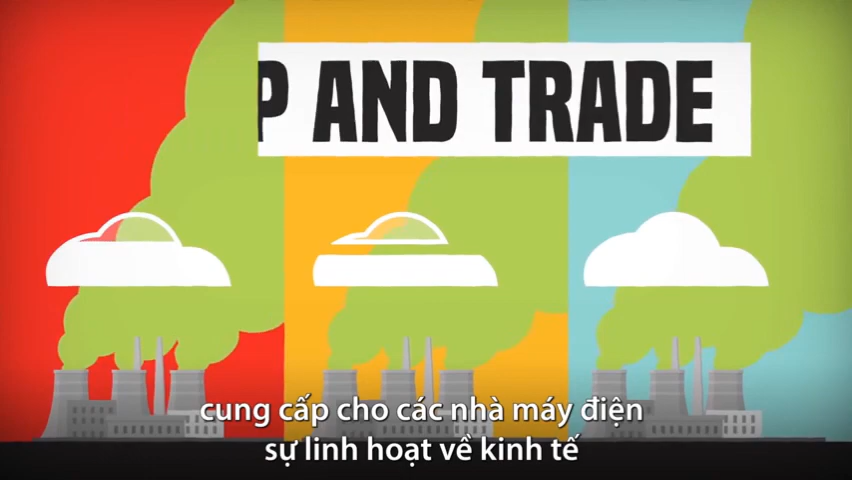 P AND TRADE
cung cấp cho các nhà máy điện
sự linh hoạt về kinh tế